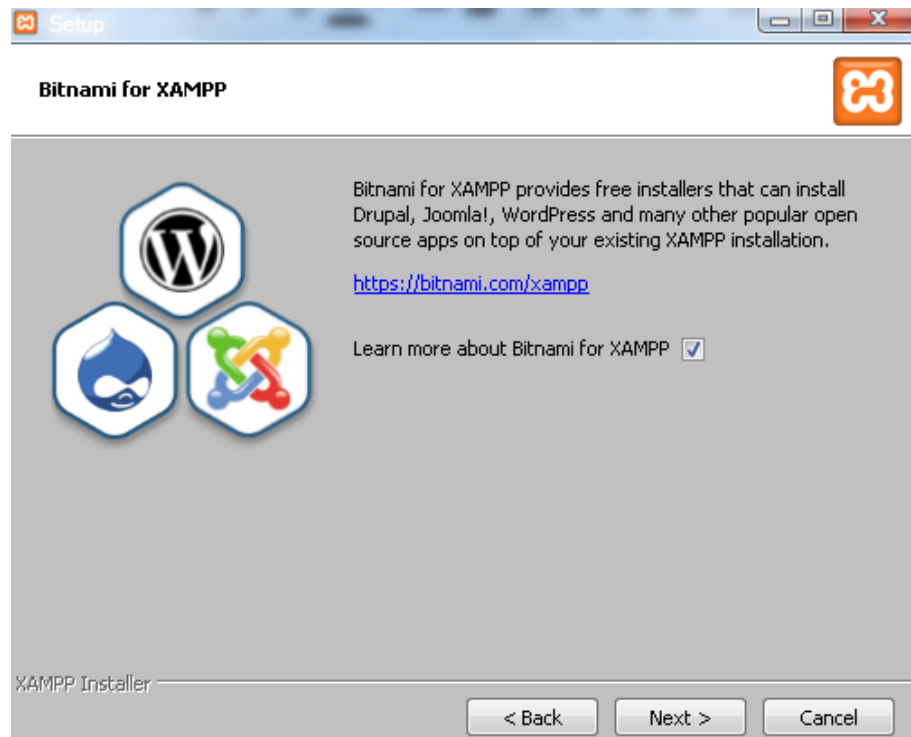 Setup
Bitnami for XAMPP
Bitnami for XAMPP provides free installers that can install
Drupal, Joomla!, WordPress and many other popular open
source apps on top of your existing XAMPP installation.
https://bitnami.com/xampp
Learn more about Bitnami for XAMPP
XAMPP Installer
< Back Next > Cancel